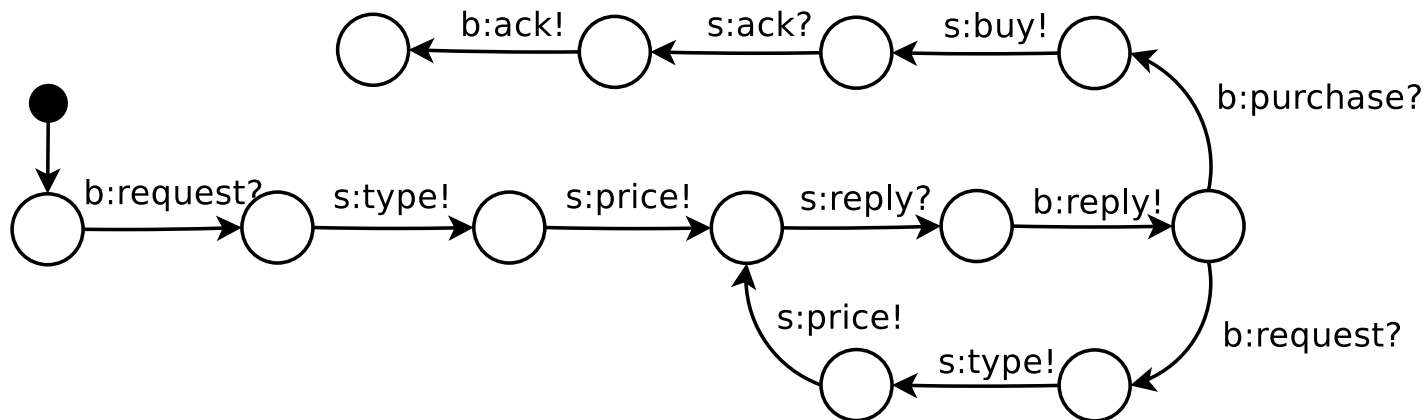 b:ack!
s:ack?
s:buy!
b:purchase?
b:request?
s:type!
s:price!
s:reply?
b:reply!
s:price!
s:type!
b:request?